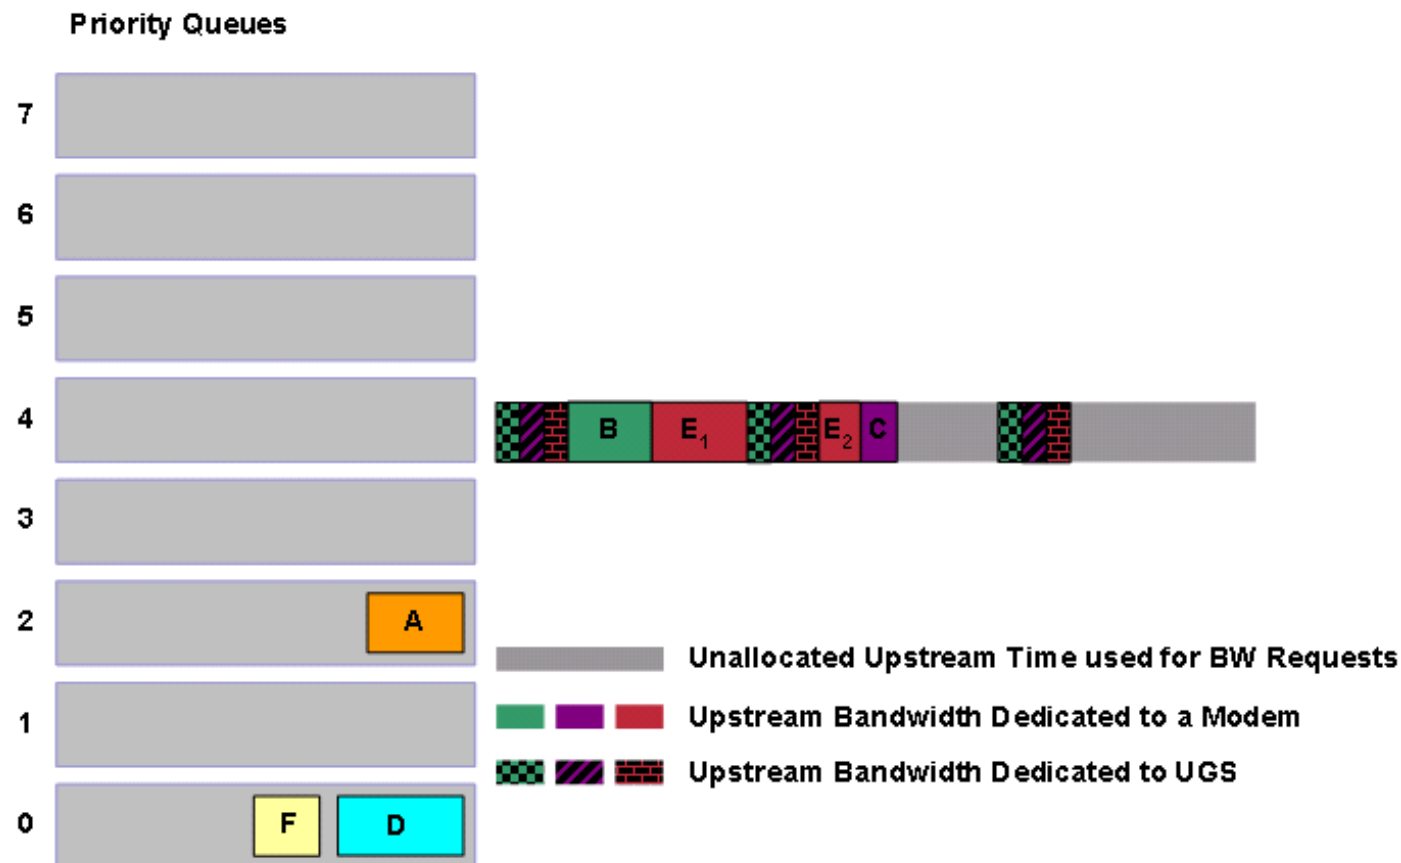 Priority Queues
7
6
5
4
B E1 E2 C
3
2
A
Unallocated Upstream Time used for BW Requests
1
Upstream Bandwidth Dedicated to a Modem
Upstream Bandwidth Dedicated to UGS
0
F D